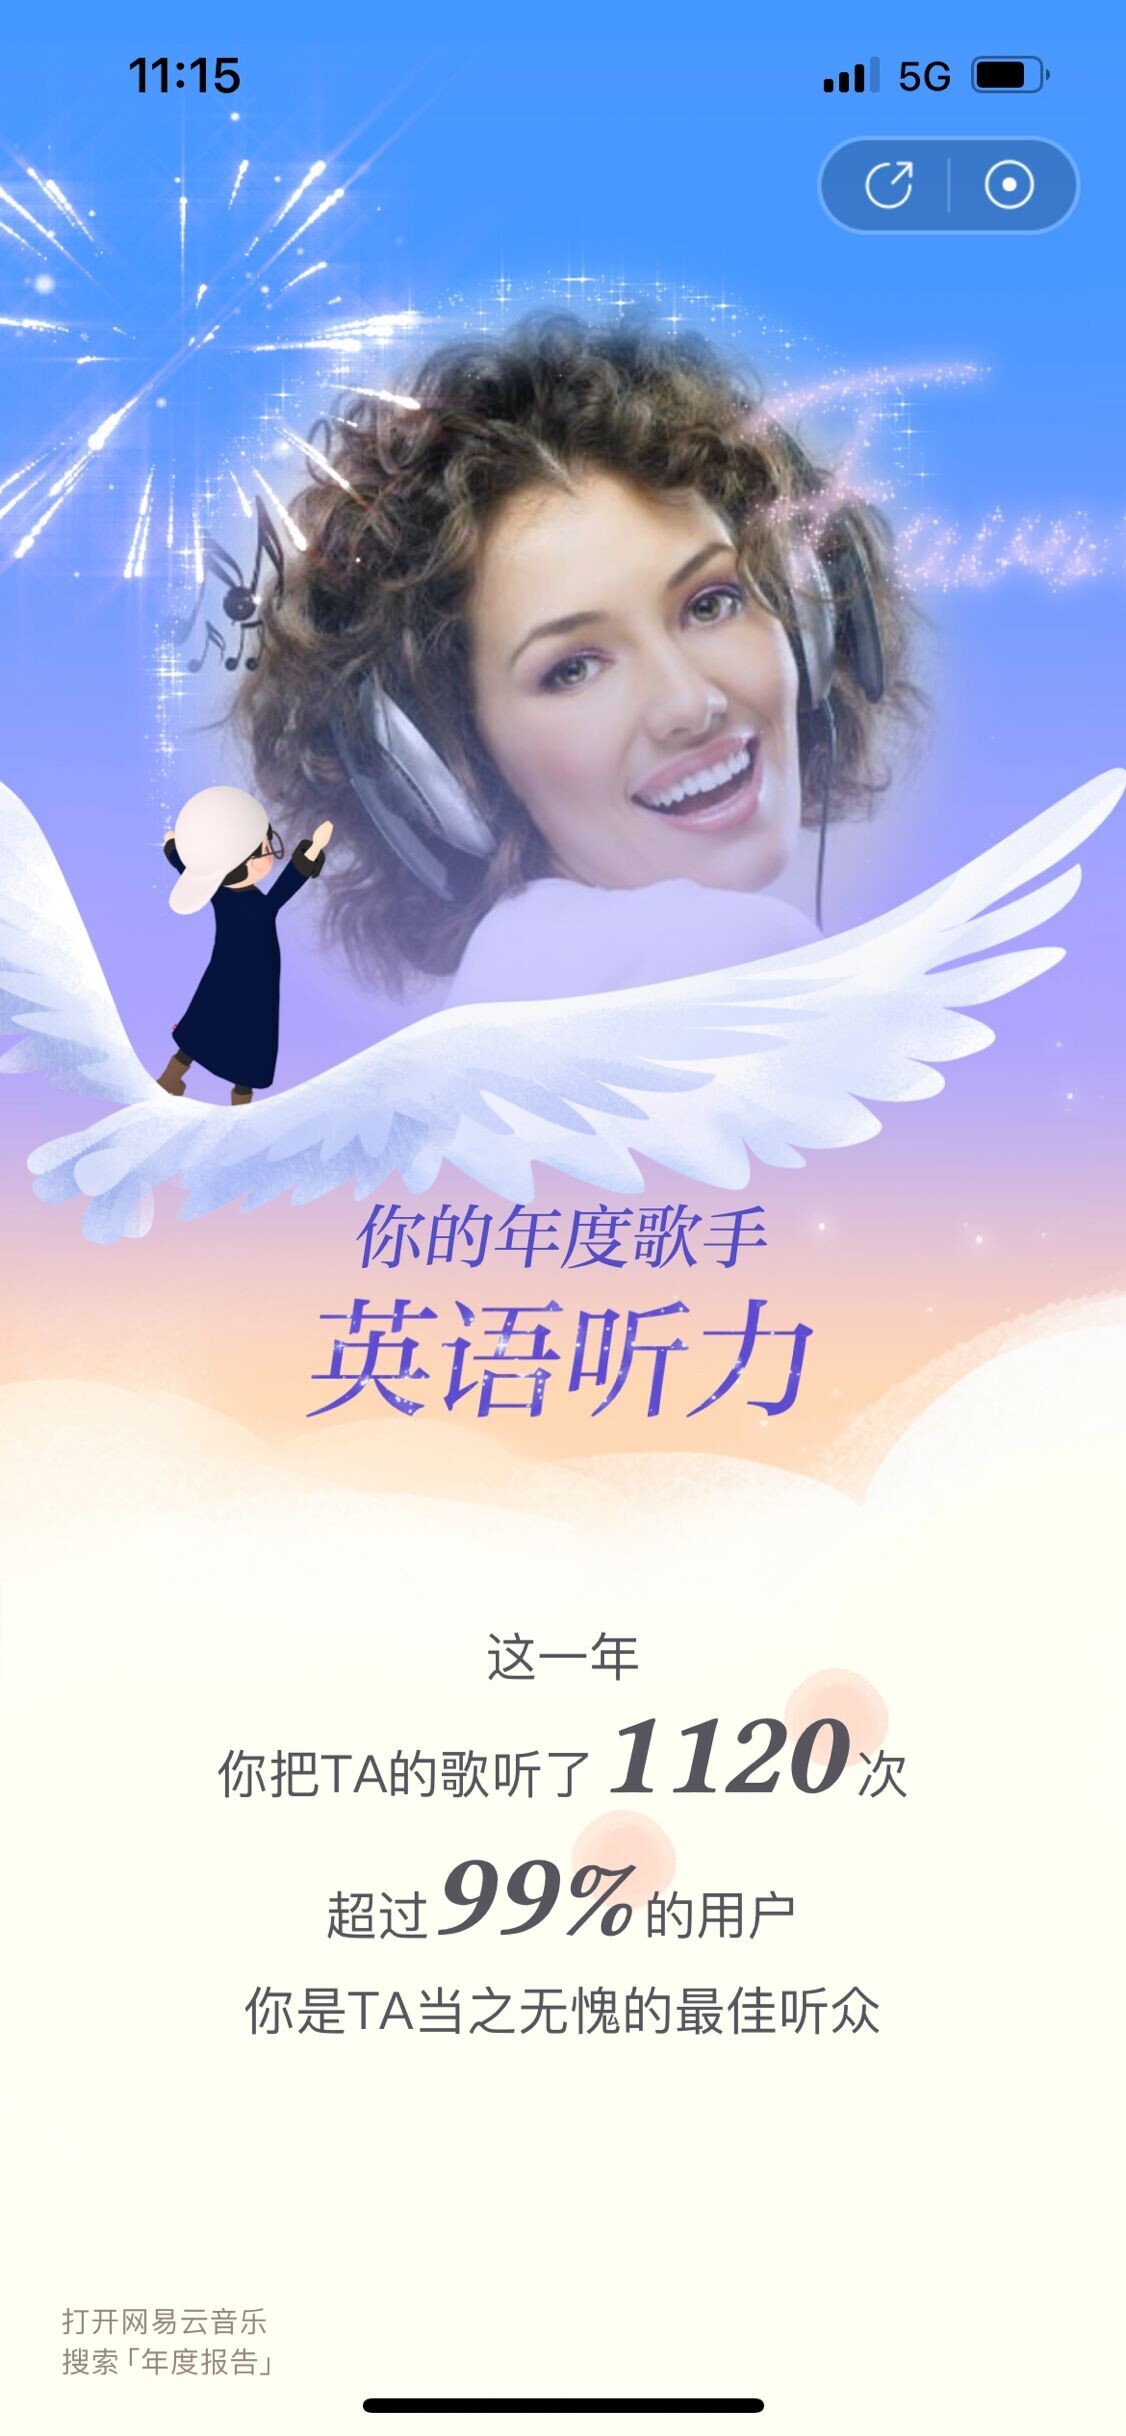 11:15
5G
你的年度歌手
英语听力
这一年
你把TA的歌听了1120次
超过99%的用户
你是TA当之无愧的最佳听众
打开网易云音乐
搜索「年度报告」